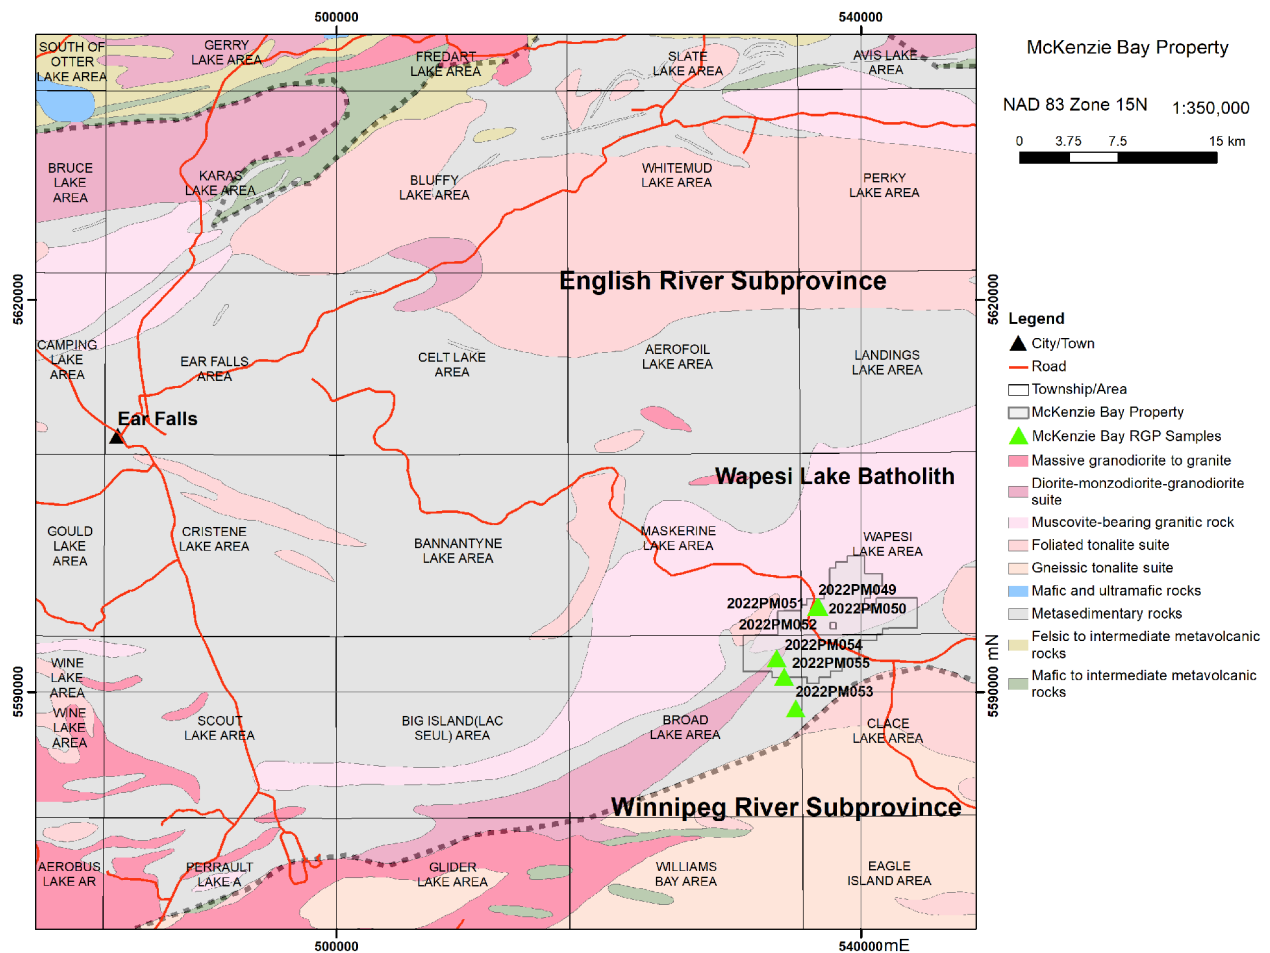 500000
540000
McKenzie Bay Property
NAD 83 Zone 15N
1:350,000
0
3.75
7.5
15 km
SOUTH OF
OTTER
LAKE AREA
GERRY
LAKE AREA
FREDART
LAKE AREA
SLATE
LAKE AREA
AVIS LAKE
AREA
BRUCE
LAKE
AREA
KARAS
LAKE AREA
BLUFFY
LAKE AREA
WHITEMUD
LAKE AREA
PERKY
LAKE AREA
English River Subprovince
5620000
5620000
CAMPING
LAKE
AREA
EAR FALLS
AREA
CELT LAKE
AREA
AEROFOIL
LAKE AREA
LANDINGS
LAKE AREA
Ear Falls
Wapesi Lake Batholith
GOULD
LAKE
AREA
CRISTENE
LAKE AREA
BANNANTYNE
LAKE AREA
MASKERINE
LAKE AREA
WAPESI
LAKE AREA
2022PM049
2022PM051
2022PM050
2022PM052
2022PM054
2022PM055
2022PM053
WINE
LAKE
AREA
WINE
LAKE
AREA
SCOUT
LAKE AREA
BIG ISLAND(LAC
SEUL) AREA
BROAD
LAKE AREA
CLACE
LAKE AREA
5590000
5590000 mN
Winnipeg River Subprovince
AEROBUS
LAKE AR
PERRAULT
LAKE A
GLIDER
LAKE AREA
WILLIAMS
BAY AREA
EAGLE
ISLAND AREA
500000
540000 mE
Legend
City/Town
Road
Township/Area
McKenzie Bay Property
McKenzie Bay RGP Samples
Massive granodiorite to granite
Diorite-monzodiorite-granodiorite
suite
Muscovite-bearing granitic rock
Foliated tonalite suite
Gneissic tonalite suite
Mafic and ultramafic rocks
Metasedimentary rocks
Felsic to intermediate metavolcanic
rocks
Mafic to intermediate metavolcanic
rocks